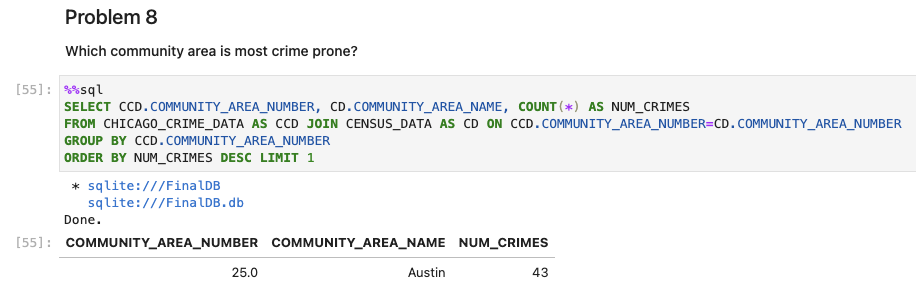 Problem 8
Which community area is most crime prone?
[55]: %%sql
SELECT CCD.COMMUNITY_AREA_NUMBER, CD.COMMUNITY_AREA_NAME, COUNT(*) AS NUM_CRIMES
FROM CHICAGO_CRIME_DATA AS CCD JOIN CENSUS_DATA AS CD ON CCD.COMMUNITY_AREA_NUMBER=CD.COMMUNITY_AREA_NUMBER
GROUP BY CCD.COMMUNITY_AREA_NUMBER
ORDER BY NUM_CRIMES DESC LIMIT 1
* sqlite:///FinalDB
sqlite:///FinalDB.db
Done.
[55]: COMMUNITY_AREA_NUMBER COMMUNITY_AREA_NAME NUM_CRIMES
25.0 Austin 43